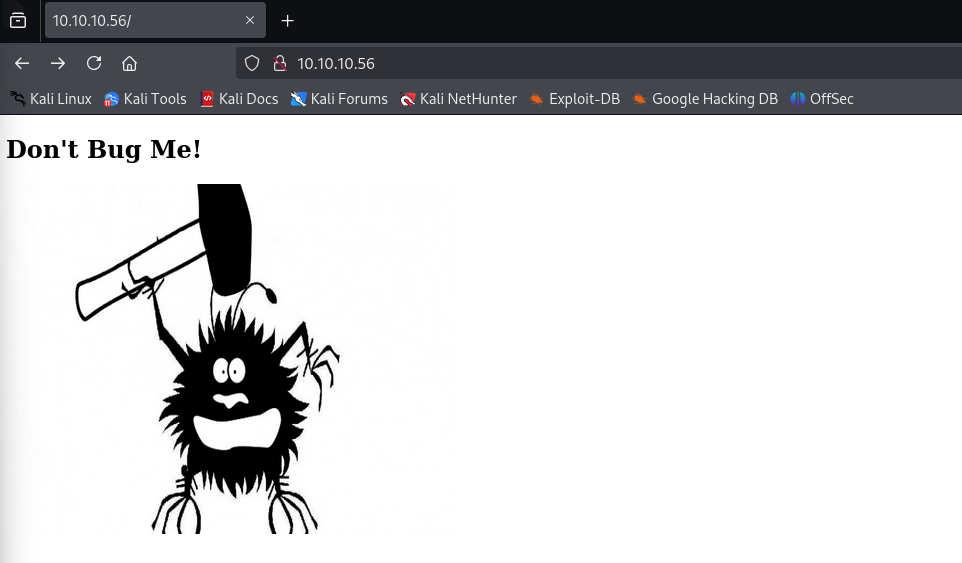 10.10.10.56/
10.10.10.56
Kali Linux Kali Tools Kali Docs Kali Forums Kali NetHunter Exploit-DB Google Hacking DB OffSec
Don't Bug Me!